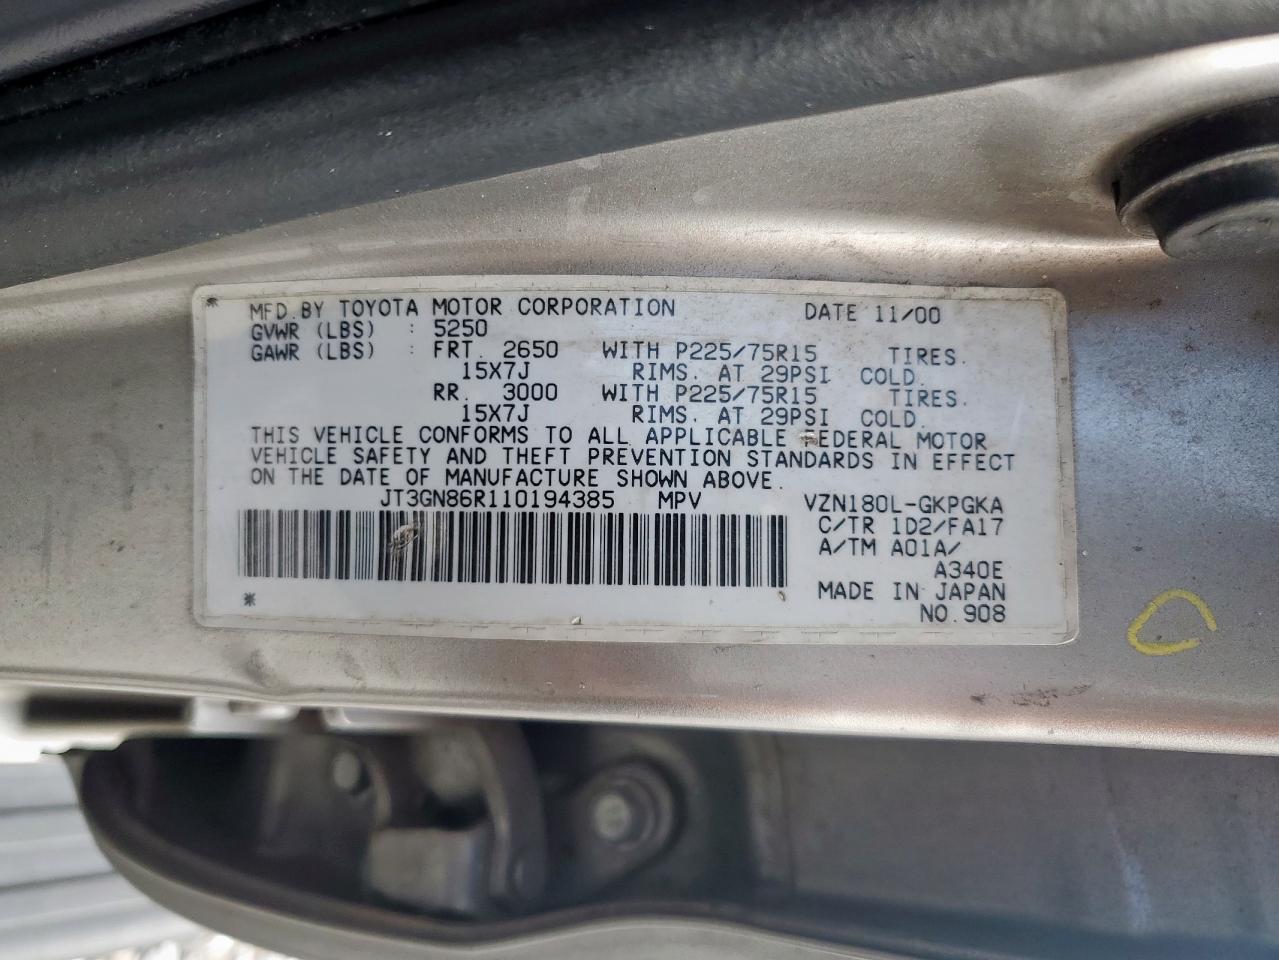 * MFD.BY TOYOTA MOTOR CORPORATION DATE 11/00
GVWR (LBS) : 5250
GAWR (LBS) : FRT. 2650 WITH P225/75R15 TIRES.
15X7J RIMS. AT 29PSI COLD.
RR. 3000 WITH P225/75R15 TIRES.
15X7J RIMS. AT 29PSI COLD.
THIS VEHICLE CONFORMS TO ALL APPLICABLE FEDERAL MOTOR
VEHICLE SAFETY AND THEFT PREVENTION STANDARDS IN EFFECT
ON THE DATE OF MANUFACTURE SHOWN ABOVE.
JT3GN86R110194385 MPV VZN180L-GKPGKA
C/TR 1D2/FA17
A/TM A01A/
A340E
MADE IN JAPAN
* NO.908